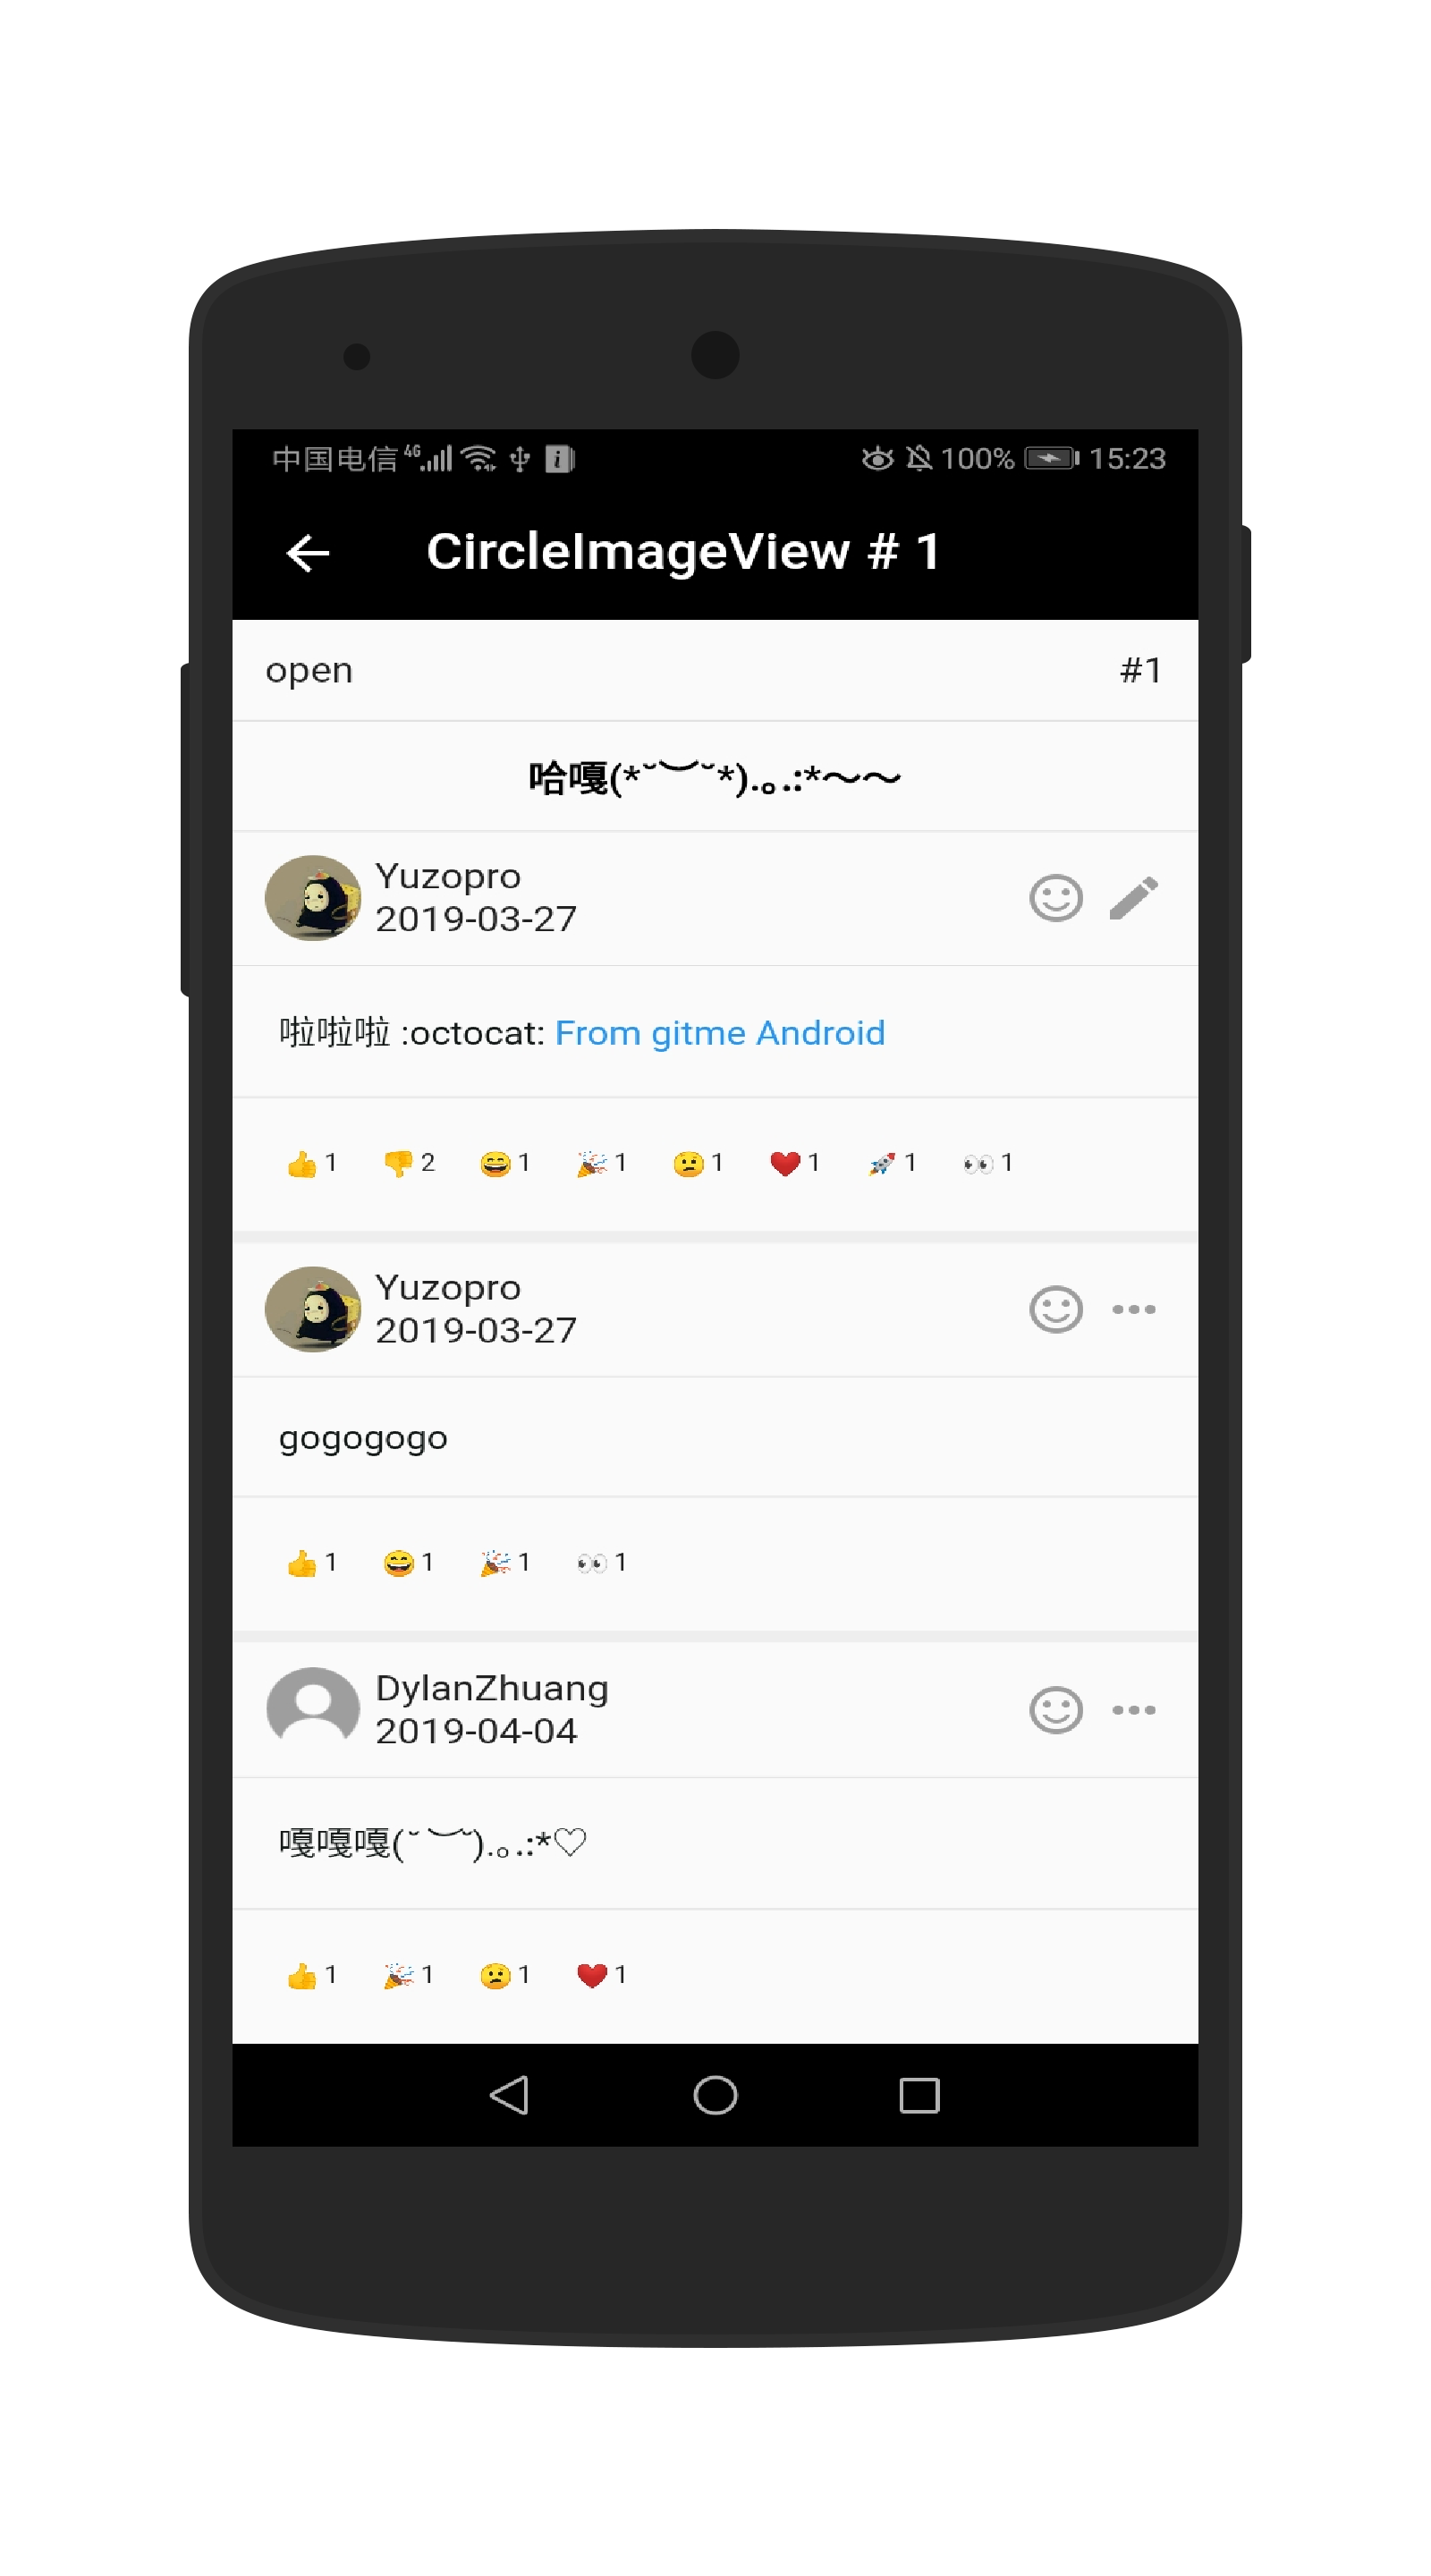 中国电信 4G 100% 15:23
CircleImageView # 1
open #1
哈嘎(*˘︶˘*).｡.:*～～
Yuzopro
2019-03-27
啦啦啦 :octocat: From gitme Android
👍 1 👎 2 😄 1 🎉 1 😕 1 ❤️ 1 🚀 1 👀 1
Yuzopro
2019-03-27
gogogogo
👍 1 😄 1 🎉 1 👀 1
DylanZhuang
2019-04-04
嘎嘎嘎(˘︶˘).｡.:*♡
👍 1 🎉 1 😕 1 ❤️ 1